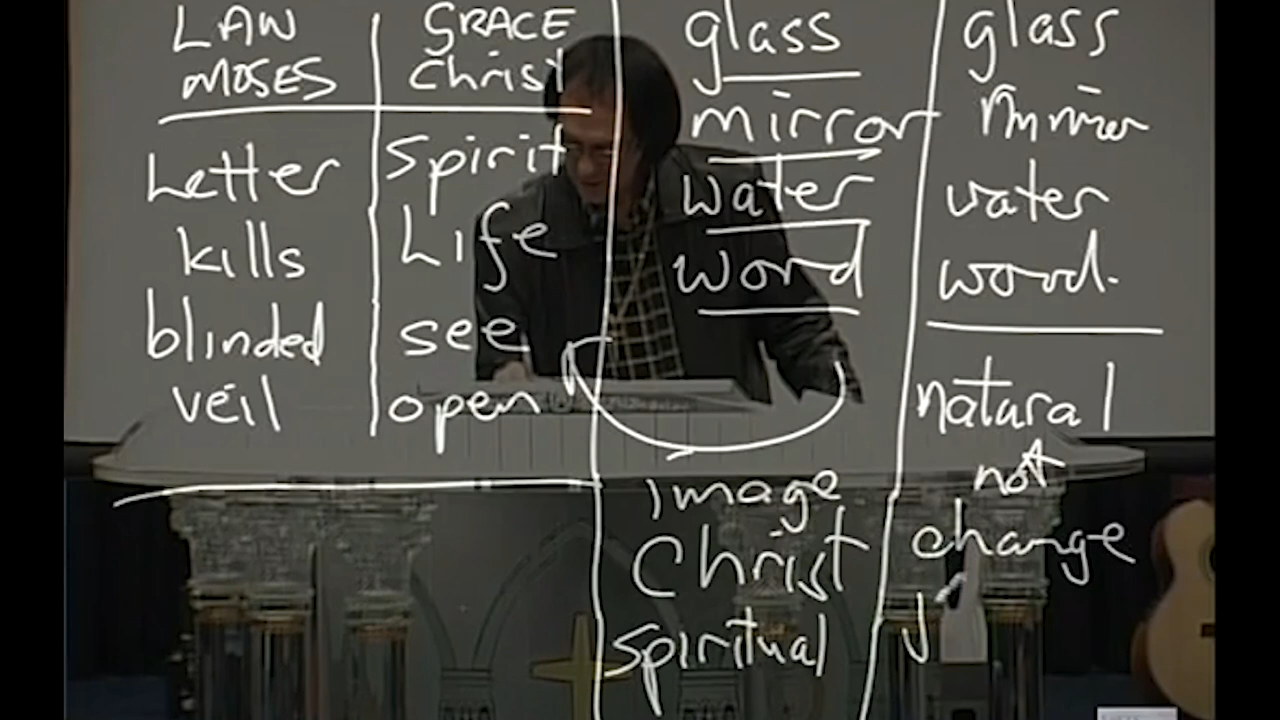 LAW
MOSES
Letter
kills
blinded
veil
GRACE
Christ
Spirit
Life
see
open
glass
mirror
water
word
image
Christ
spiritual
glass
water
word.
natural
not
change